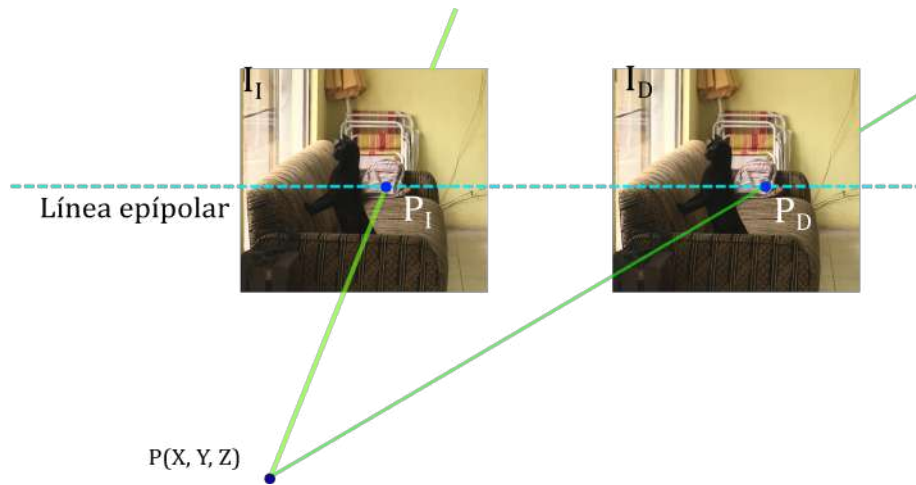 I_I
I_D
Línea epípolar
P_I
P_D
P(X, Y, Z)